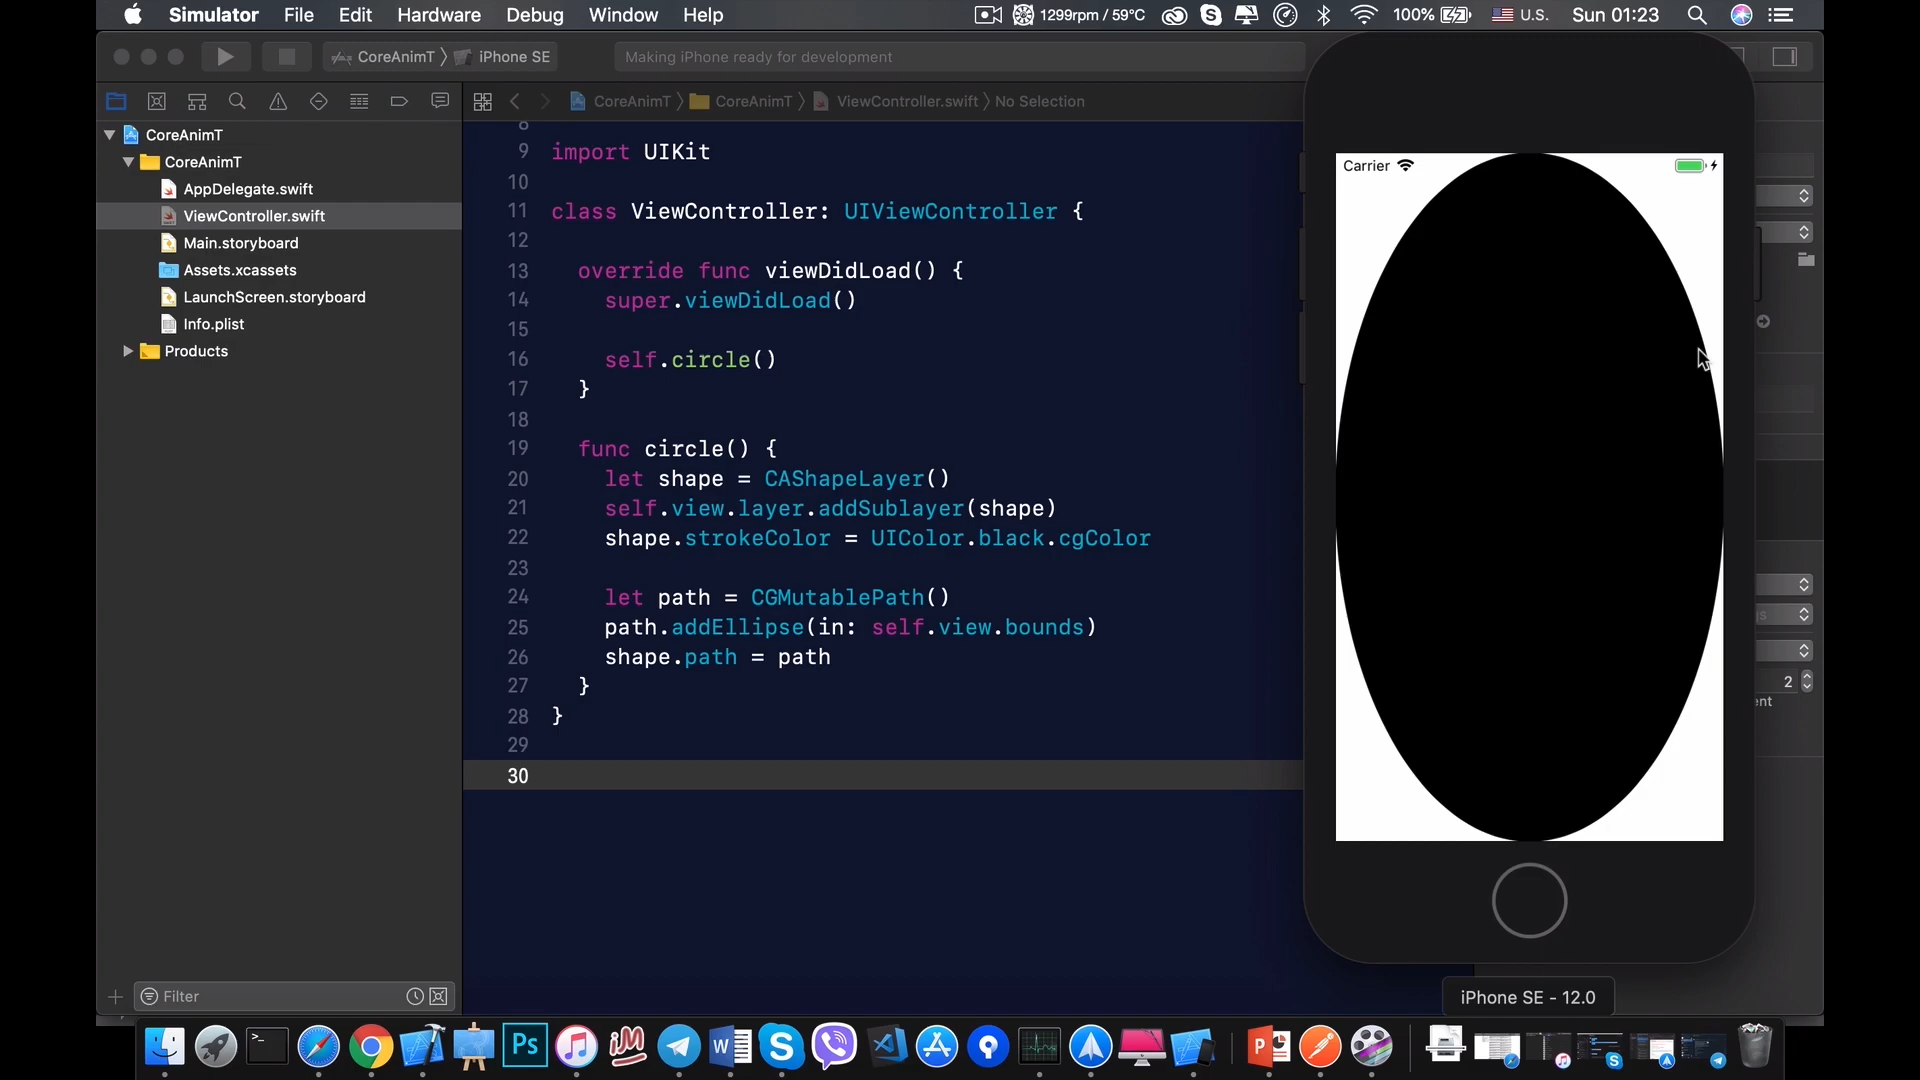 Simulator File Edit Hardware Debug Window Help 1299rpm / 59°C 100% U.S. Sun 01:23
CoreAnimT iPhone SE Making iPhone ready for development
CoreAnimT CoreAnimT ViewController.swift No Selection
CoreAnimT
CoreAnimT
AppDelegate.swift
ViewController.swift
Main.storyboard
Assets.xcassets
LaunchScreen.storyboard
Info.plist
Products
8
9 import UIKit
10
11 class ViewController: UIViewController {
12
13 override func viewDidLoad() {
14 super.viewDidLoad()
15
16 self.circle()
17 }
18
19 func circle() {
20 let shape = CAShapeLayer()
21 self.view.layer.addSublayer(shape)
22 shape.strokeColor = UIColor.black.cgColor
23
24 let path = CGMutablePath()
25 path.addEllipse(in: self.view.bounds)
26 shape.path = path
27 }
28 }
29
30
Carrier
2
nt
iPhone SE - 12.0
Filter
Ps
iM
W
S
P